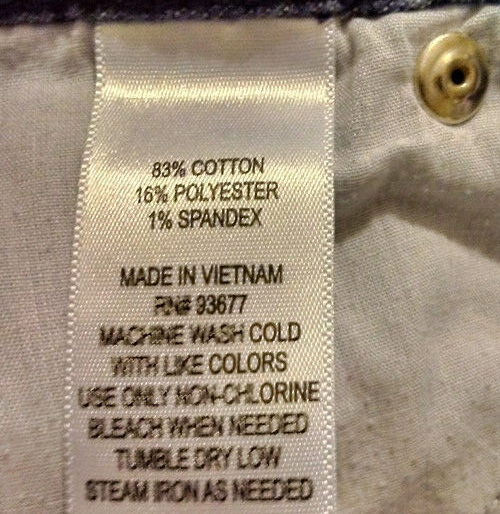 83% COTTON
16% POLYESTER
1% SPANDEX
MADE IN VIETNAM
RN# 93677
MACHINE WASH COLD
WITH LIKE COLORS
USE ONLY NON-CHLORINE
BLEACH WHEN NEEDED
TUMBLE DRY LOW
STEAM IRON AS NEEDED